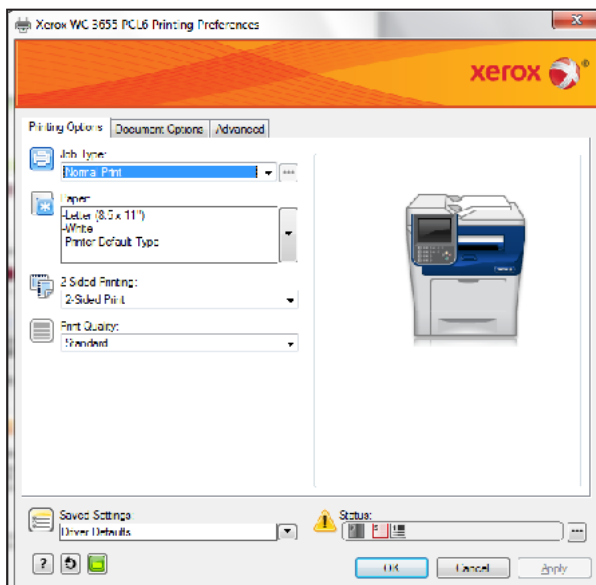 Xerox WC 3655 PCL6 Printing Preferences
xerox
Printing Options Document Options Advanced
Job Type:
Normal Print
Paper:
-Letter (8.5 x 11")
-White
-Printer Default Type
2-Sided Printing:
2-Sided Print
Print Quality:
Standard
Saved Settings:
Driver Defaults
Status:
?
OK Cancel Apply